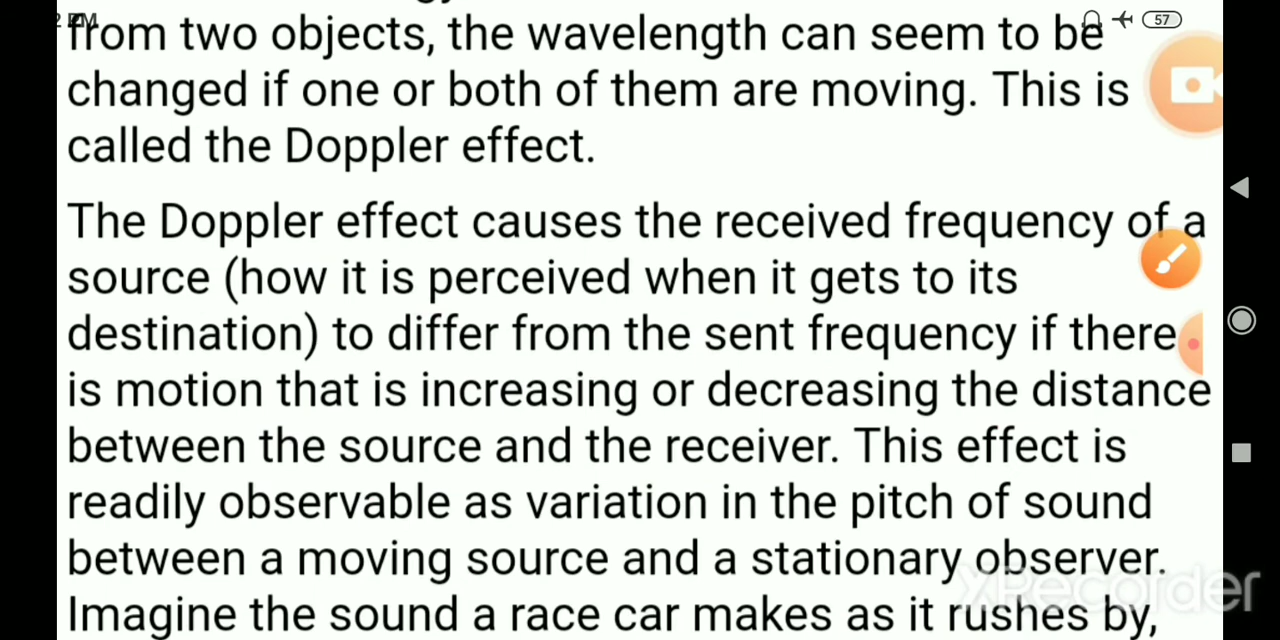 2 PM
57
from two objects, the wavelength can seem to be
changed if one or both of them are moving. This is
called the Doppler effect.
The Doppler effect causes the received frequency of a
source (how it is perceived when it gets to its
destination) to differ from the sent frequency if there
is motion that is increasing or decreasing the distance
between the source and the receiver. This effect is
readily observable as variation in the pitch of sound
between a moving source and a stationary observer.
Imagine the sound a race car makes as it rushes by,
XRecorder